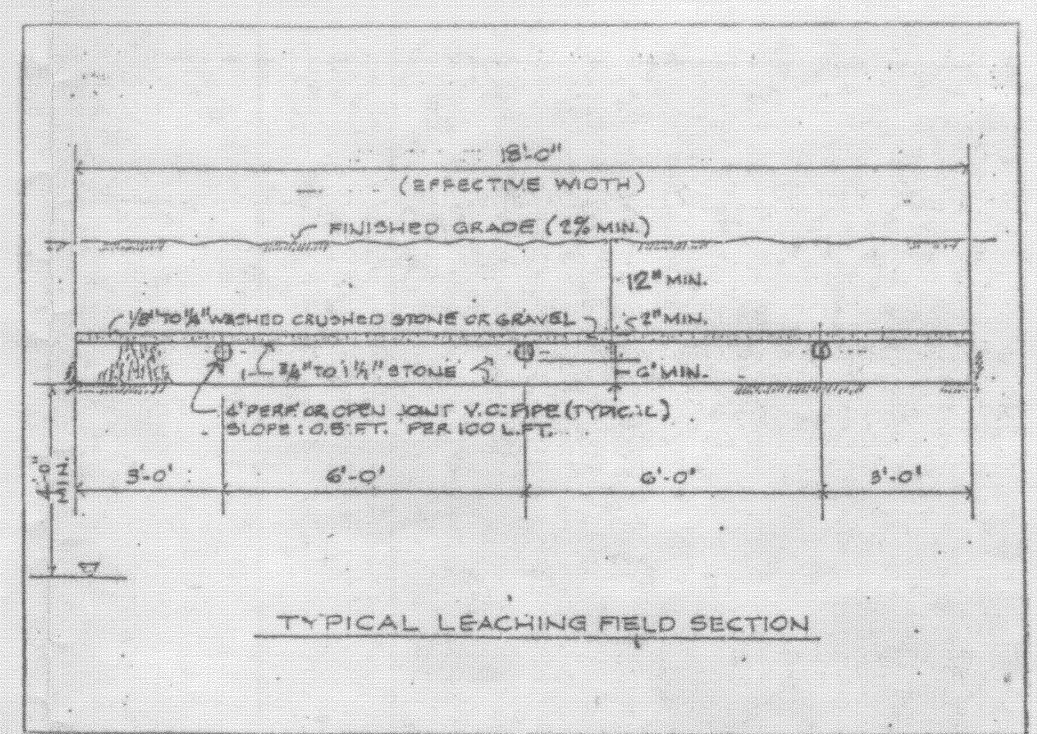 18'-0"
(EFFECTIVE WIDTH)
FINISHED GRADE (2% MIN.)
12" MIN.
1/8" TO 1/2" WASHED CRUSHED STONE OR GRAVEL
2" MIN.
3/4" TO 1 1/2" STONE
6" MIN.
4" PERF. OR OPEN JOINT V.C. PIPE (TYPICAL)
SLOPE: 0.5 FT. PER 100 L.FT.
4'-0" MIN.
3'-0"
6'-0"
6'-0"
3'-0"
TYPICAL LEACHING FIELD SECTION